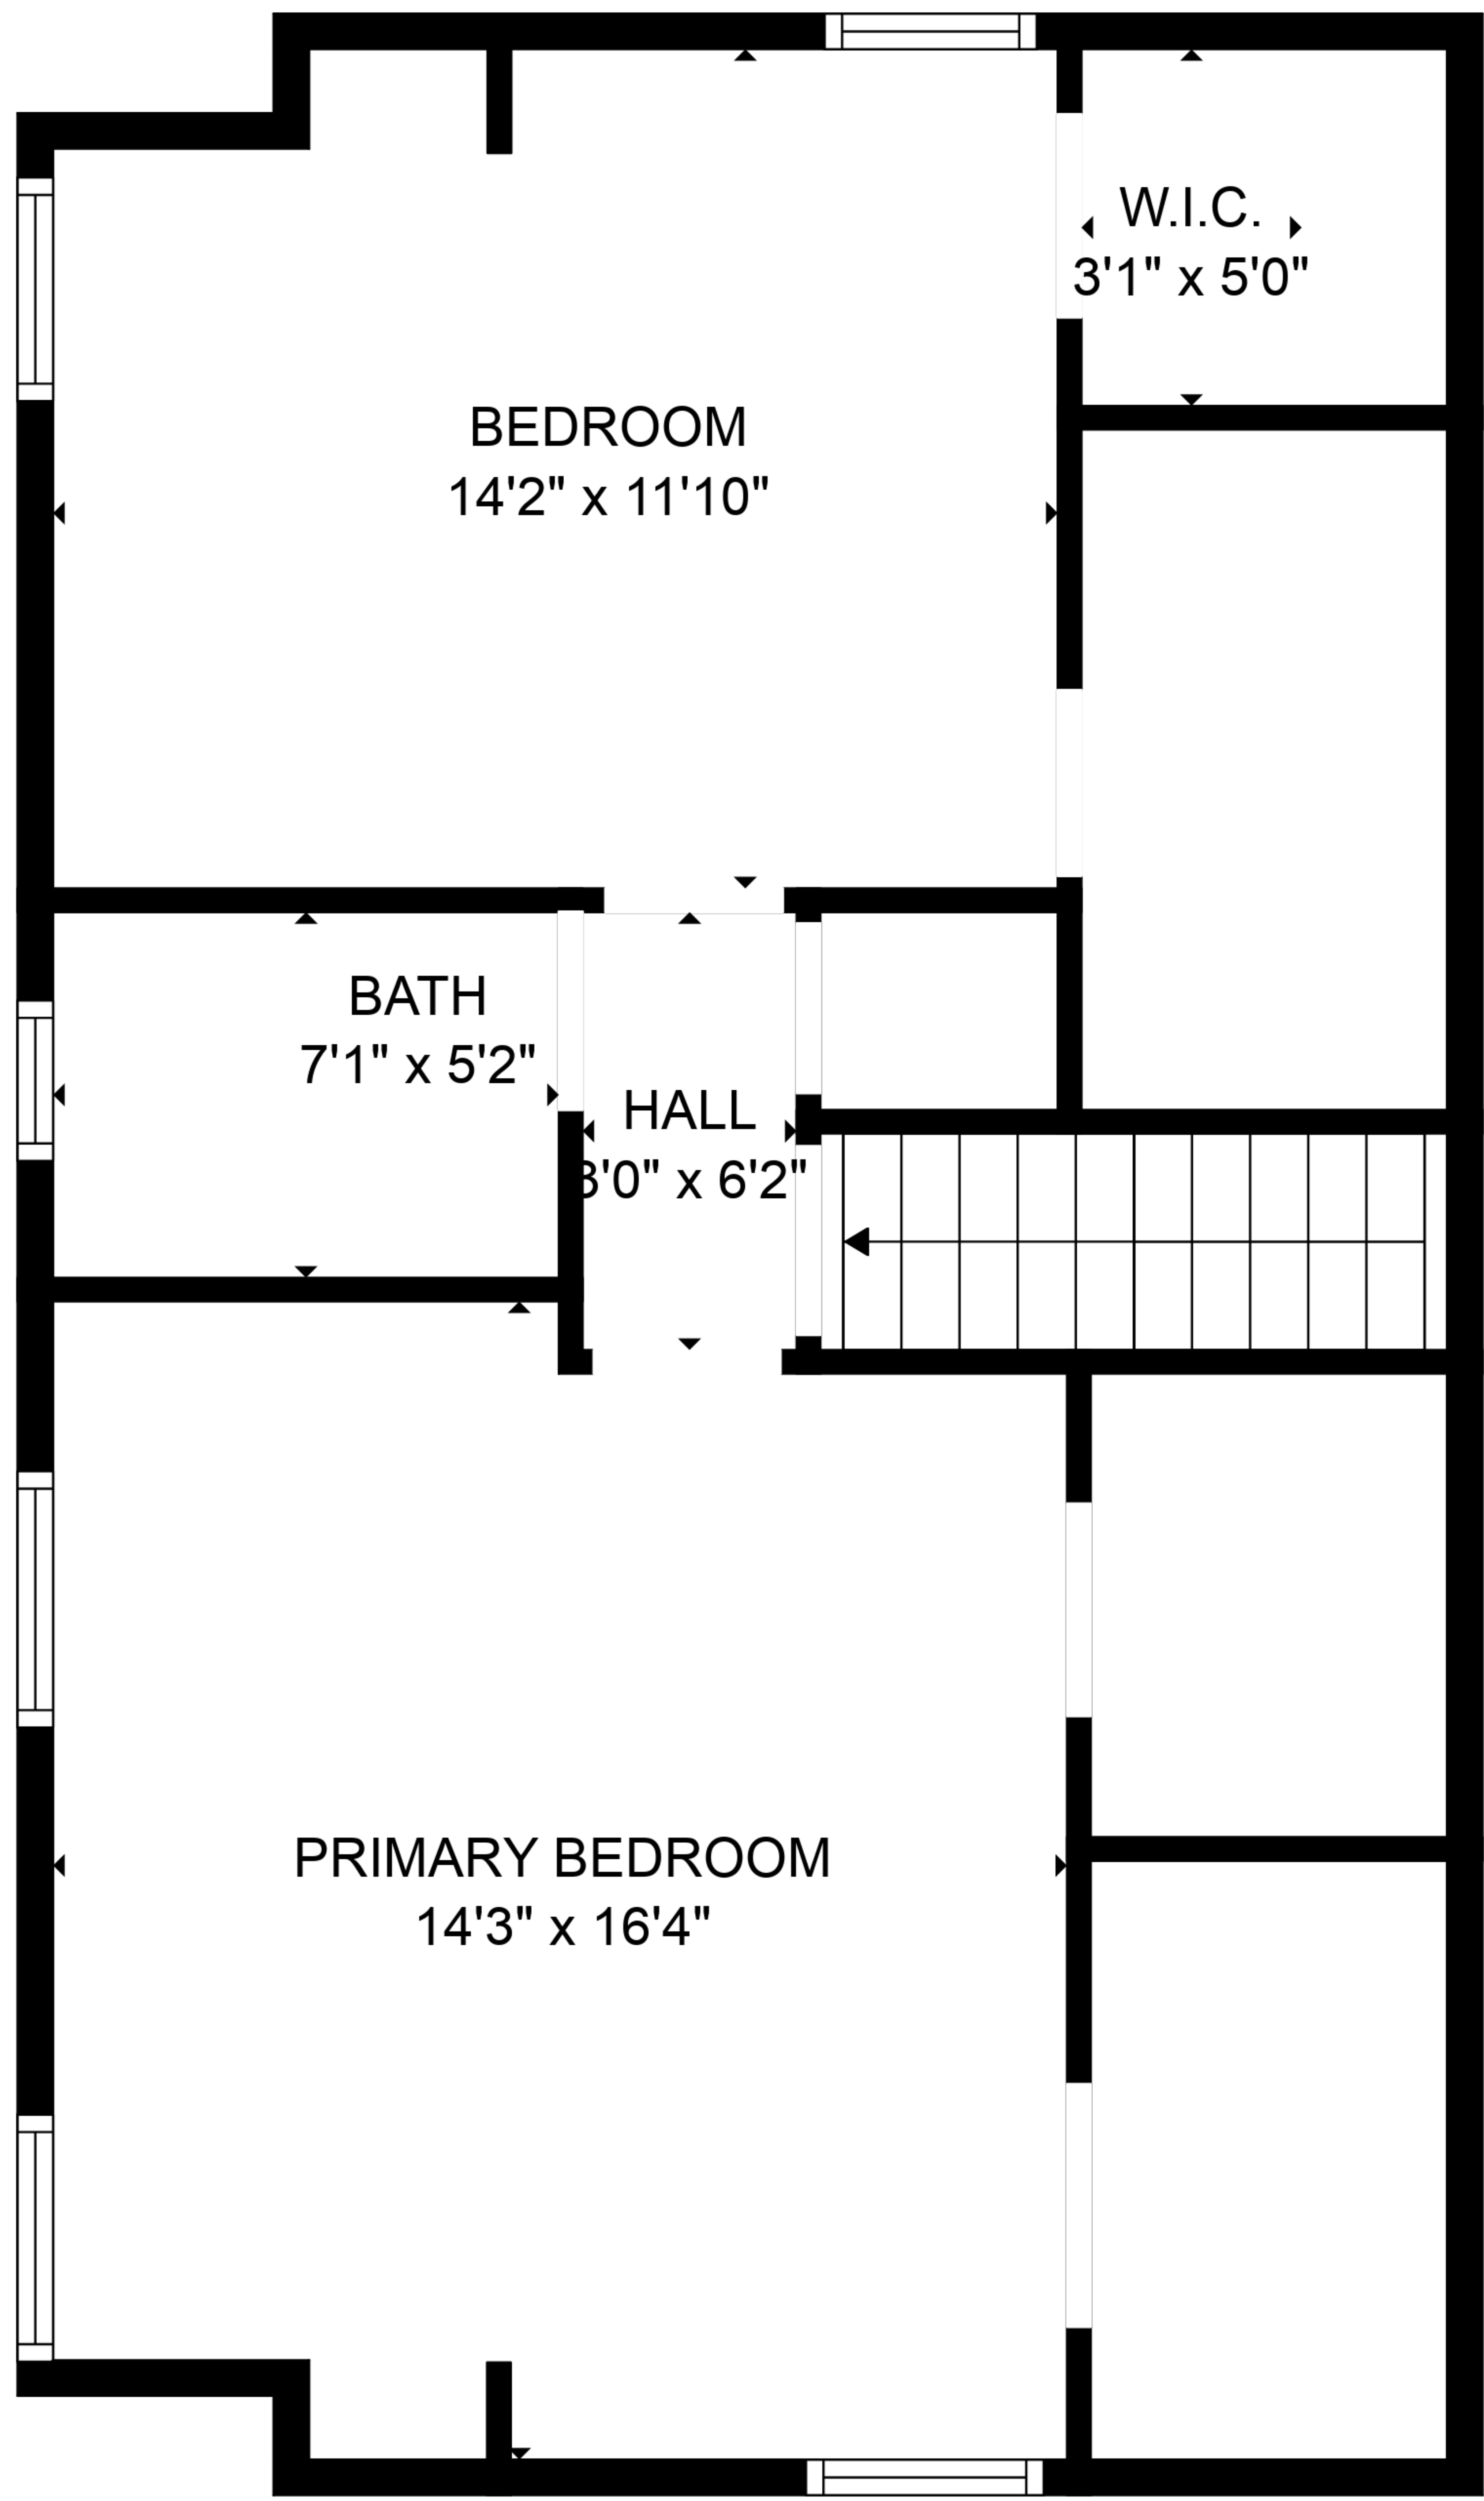 W.I.C.
3'1" x 5'0"
BEDROOM
14'2" x 11'10"
BATH
7'1" x 5'2"
HALL
3'0" x 6'2"
PRIMARY BEDROOM
14'3" x 16'4"